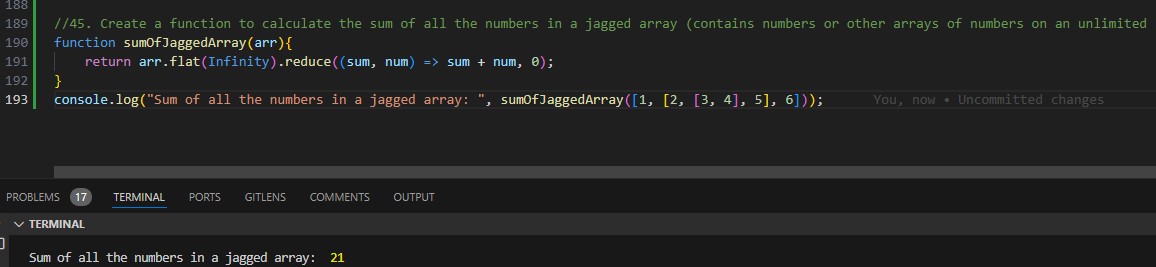 188
189 //45. Create a function to calculate the sum of all the numbers in a jagged array (contains numbers or other arrays of numbers on an unlimited
190 function sumOfJaggedArray(arr){
191 return arr.flat(Infinity).reduce((sum, num) => sum + num, 0);
192 }
193 console.log("Sum of all the numbers in a jagged array: ", sumOfJaggedArray([1, [2, [3, 4], 5], 6])); You, now • Uncommitted changes
PROBLEMS 17 TERMINAL PORTS GITLENS COMMENTS OUTPUT
TERMINAL
Sum of all the numbers in a jagged array: 21